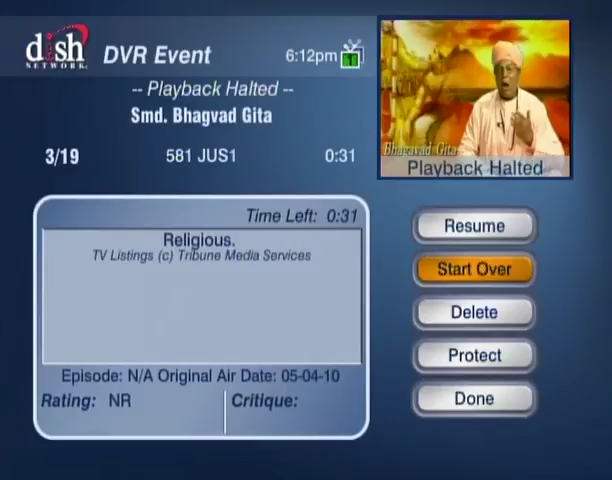 dish
NETWORK
DVR Event
6:12pm
1
-- Playback Halted --
Smd. Bhagvad Gita
3/19 581 JUS1 0:31
Bhagavad Gita
Playback Halted
Time Left: 0:31
Religious.
TV Listings (c) Tribune Media Services
Episode: N/A Original Air Date: 05-04-10
Rating: NR Critique:
Resume
Start Over
Delete
Protect
Done